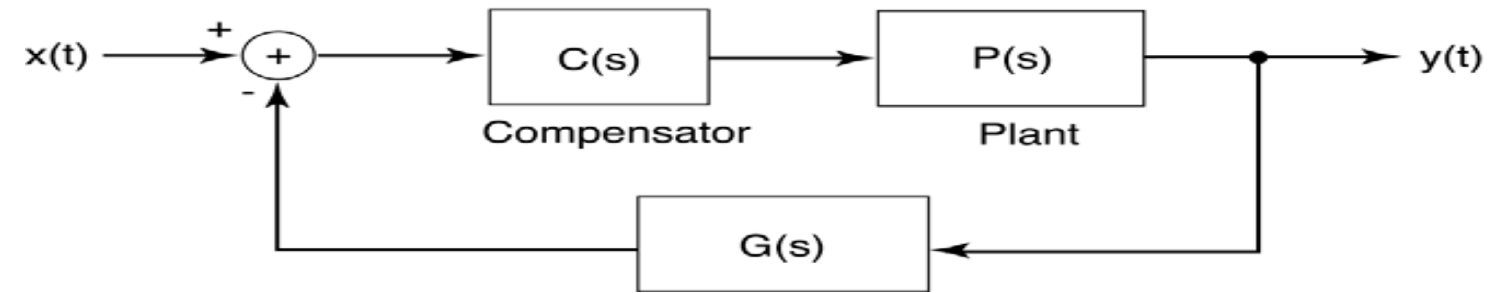 x(t)
+
+
-
C(s)
Compensator
P(s)
Plant
y(t)
G(s)